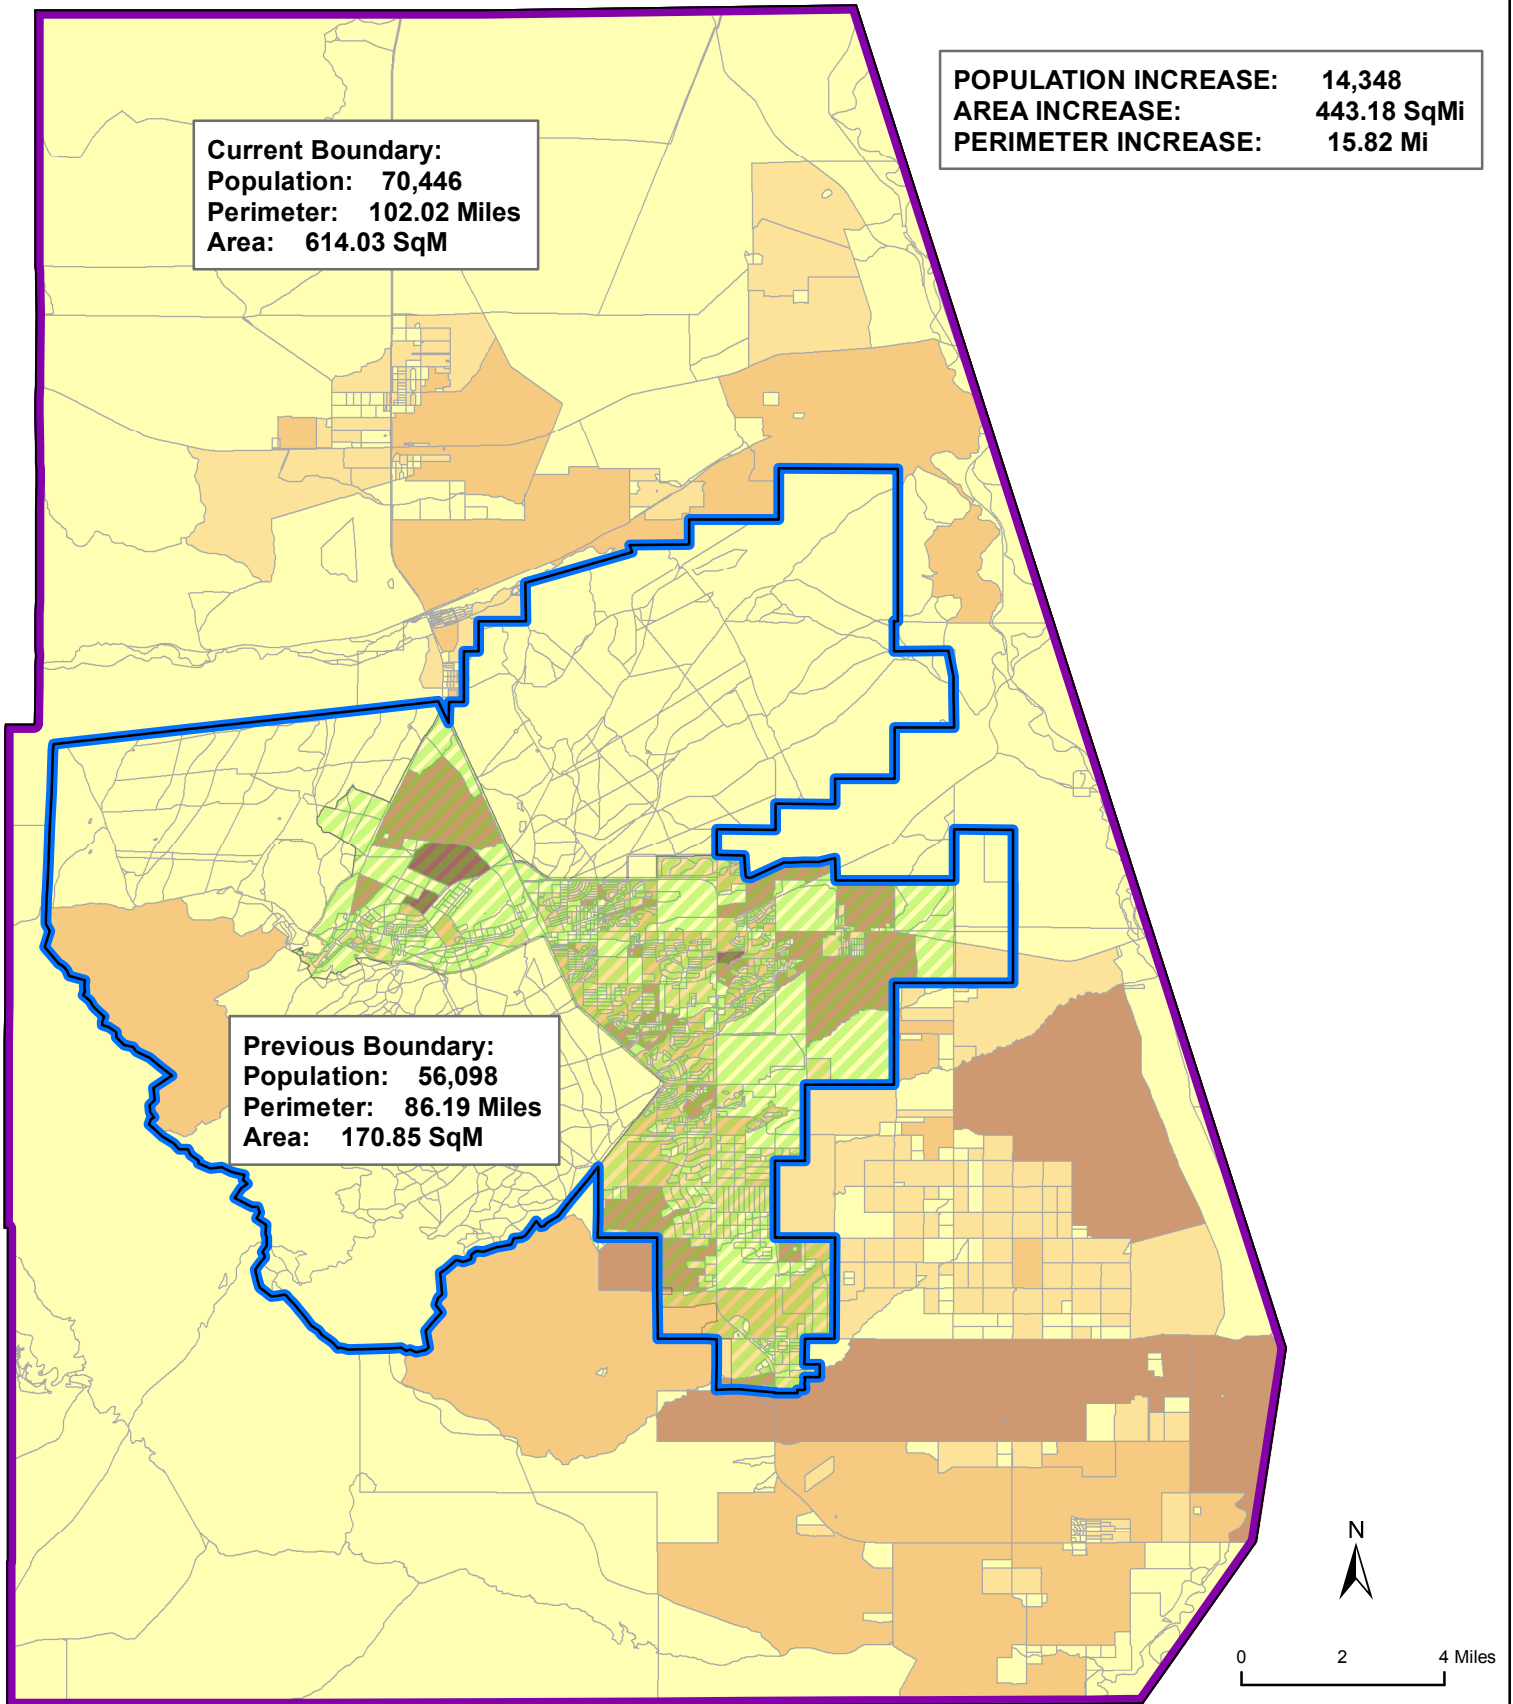 POPULATION INCREASE: 14,348
AREA INCREASE: 443.18 SqMi
PERIMETER INCREASE: 15.82 Mi
Current Boundary:
Population: 70,446
Perimeter: 102.02 Miles
Area: 614.03 SqM
Previous Boundary:
Population: 56,098
Perimeter: 86.19 Miles
Area: 170.85 SqM
N
0 2 4 Miles